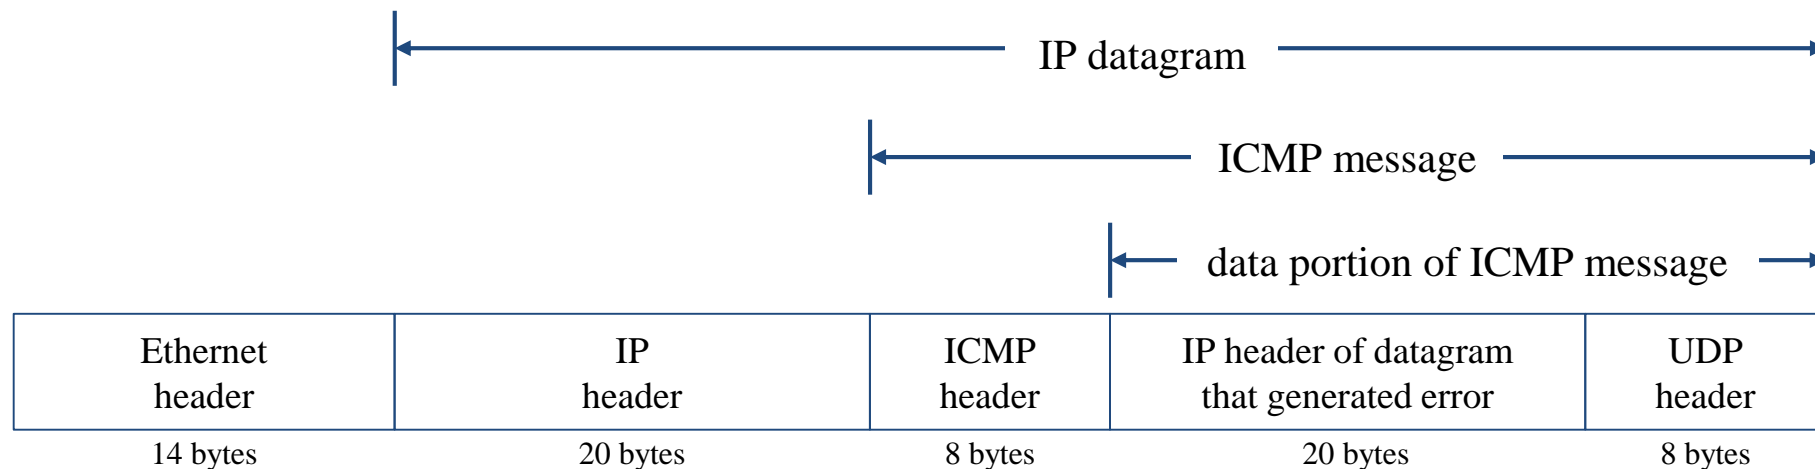 IP datagram
ICMP message
data portion of ICMP message
Ethernet
header
IP
header
ICMP
header
IP header of datagram
that generated error
UDP
header
14 bytes
20 bytes
8 bytes
20 bytes
8 bytes